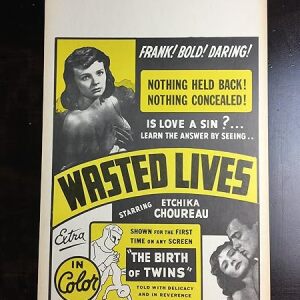 FRANK! BOLD! DARING!
NOTHING HELD BACK!
NOTHING CONCEALED!
IS LOVE A SIN ?...
LEARN THE ANSWER BY SEEING..
WASTED LIVES
STARRING ETCHIKA
CHOUREAU
Extra
IN
Color
SHOWN FOR THE FIRST
TIME ON ANY SCREEN
"THE BIRTH
OF TWINS"
TOLD WITH DELICACY
AND IN REVERENCE